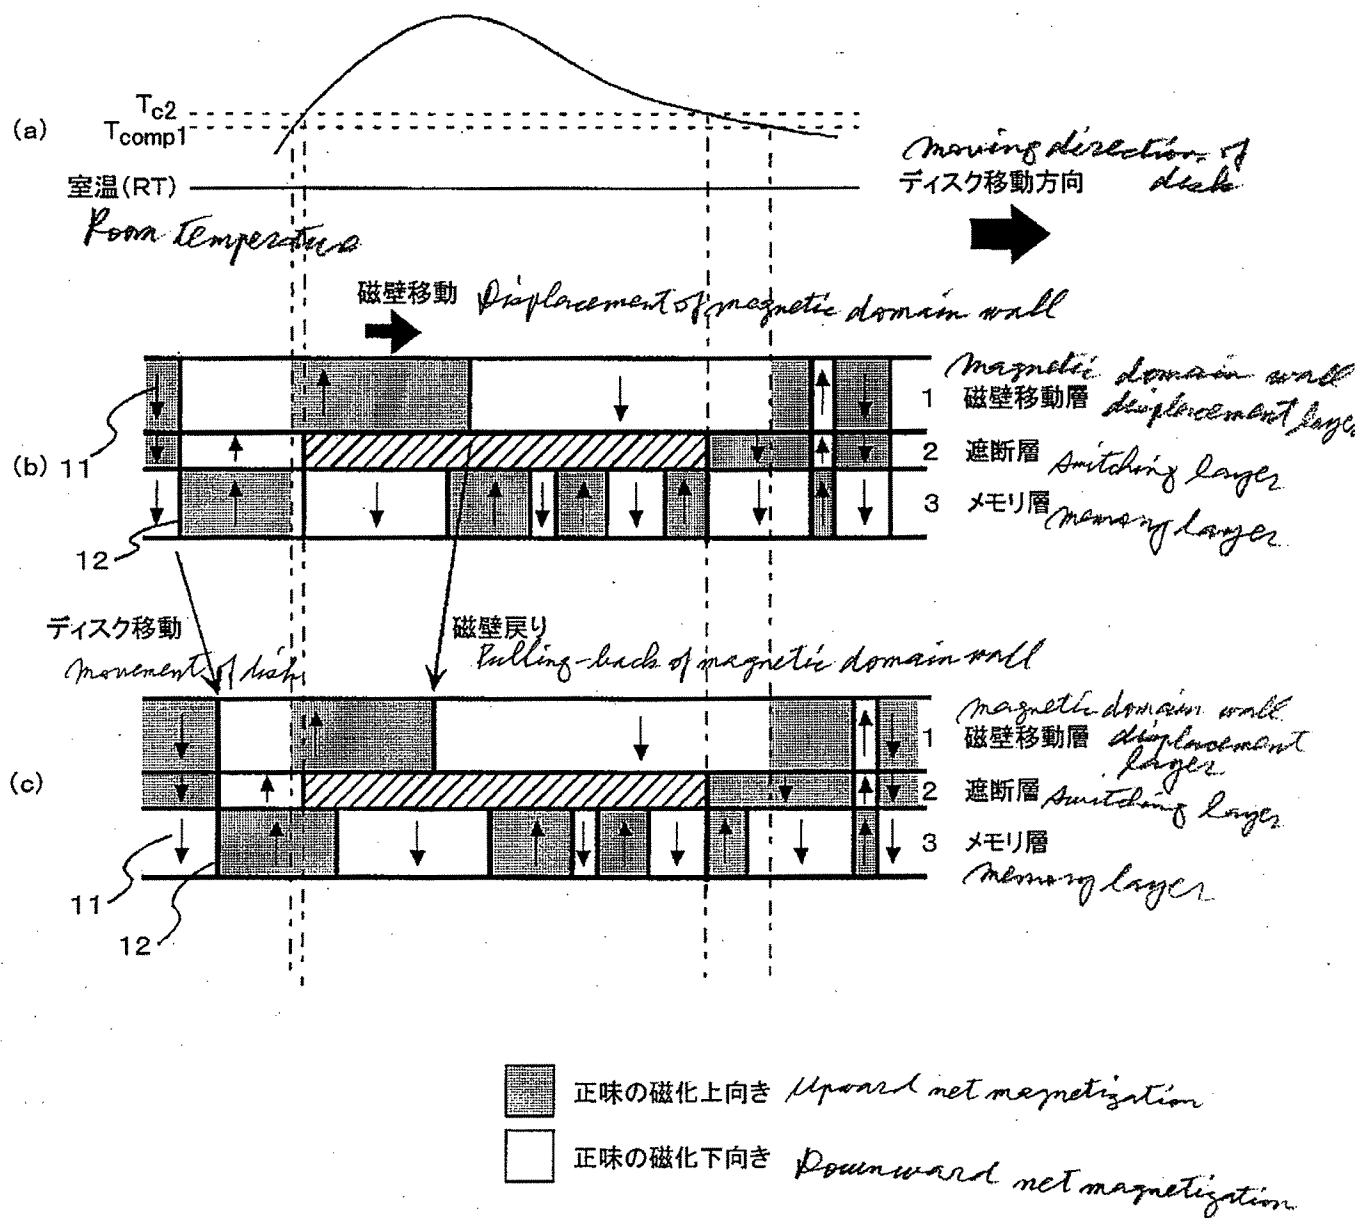 (a)
Tc2
Tcomp1
moving direction of
ディスク移動方向 disk
室温(RT)
Room temperature
磁壁移動 Displacement of magnetic domain wall
(b)
11
12
magnetic domain wall
1 磁壁移動層 displacement layer
2 遮断層 switching layer
3 メモリ層 memory layer
ディスク移動
movement of disk
磁壁戻り
Pulling-back of magnetic domain wall
(c)
11
12
magnetic domain wall
1 磁壁移動層 displacement
layer
2 遮断層 switching layer
3 メモリ層
memory layer
正味の磁化上向き Upward net magnetization
正味の磁化下向き Downward net magnetization